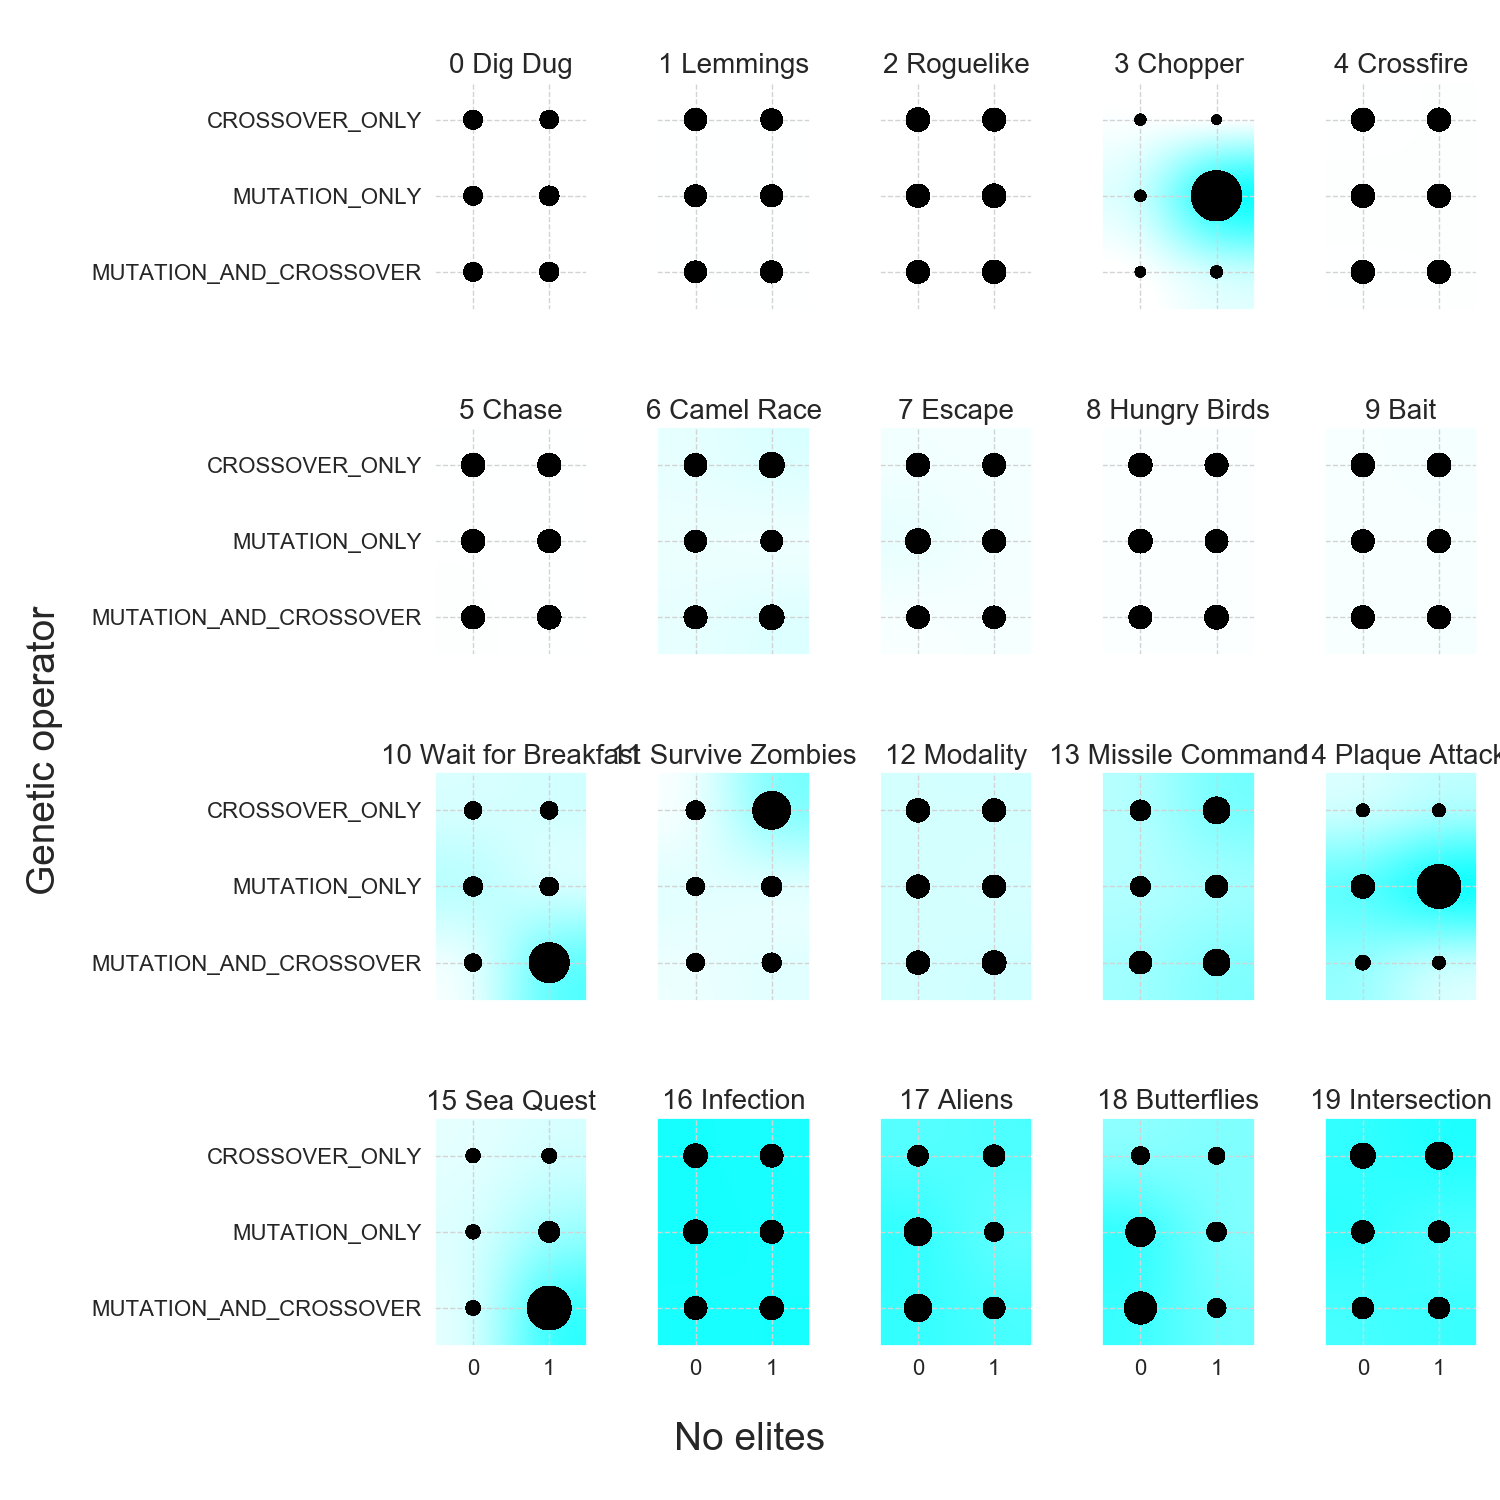 0 Dig Dug
1 Lemmings
2 Roguelike
3 Chopper
4 Crossfire
CROSSOVER_ONLY
MUTATION_ONLY
MUTATION_AND_CROSSOVER
5 Chase
6 Camel Race
7 Escape
8 Hungry Birds
9 Bait
CROSSOVER_ONLY
MUTATION_ONLY
MUTATION_AND_CROSSOVER
Genetic operator
10 Wait for Breakfast
11 Survive Zombies
12 Modality
13 Missile Command
14 Plaque Attack
CROSSOVER_ONLY
MUTATION_ONLY
MUTATION_AND_CROSSOVER
15 Sea Quest
16 Infection
17 Aliens
18 Butterflies
19 Intersection
CROSSOVER_ONLY
MUTATION_ONLY
MUTATION_AND_CROSSOVER
0 1 0 1 0 1 0 1 0 1
No elites